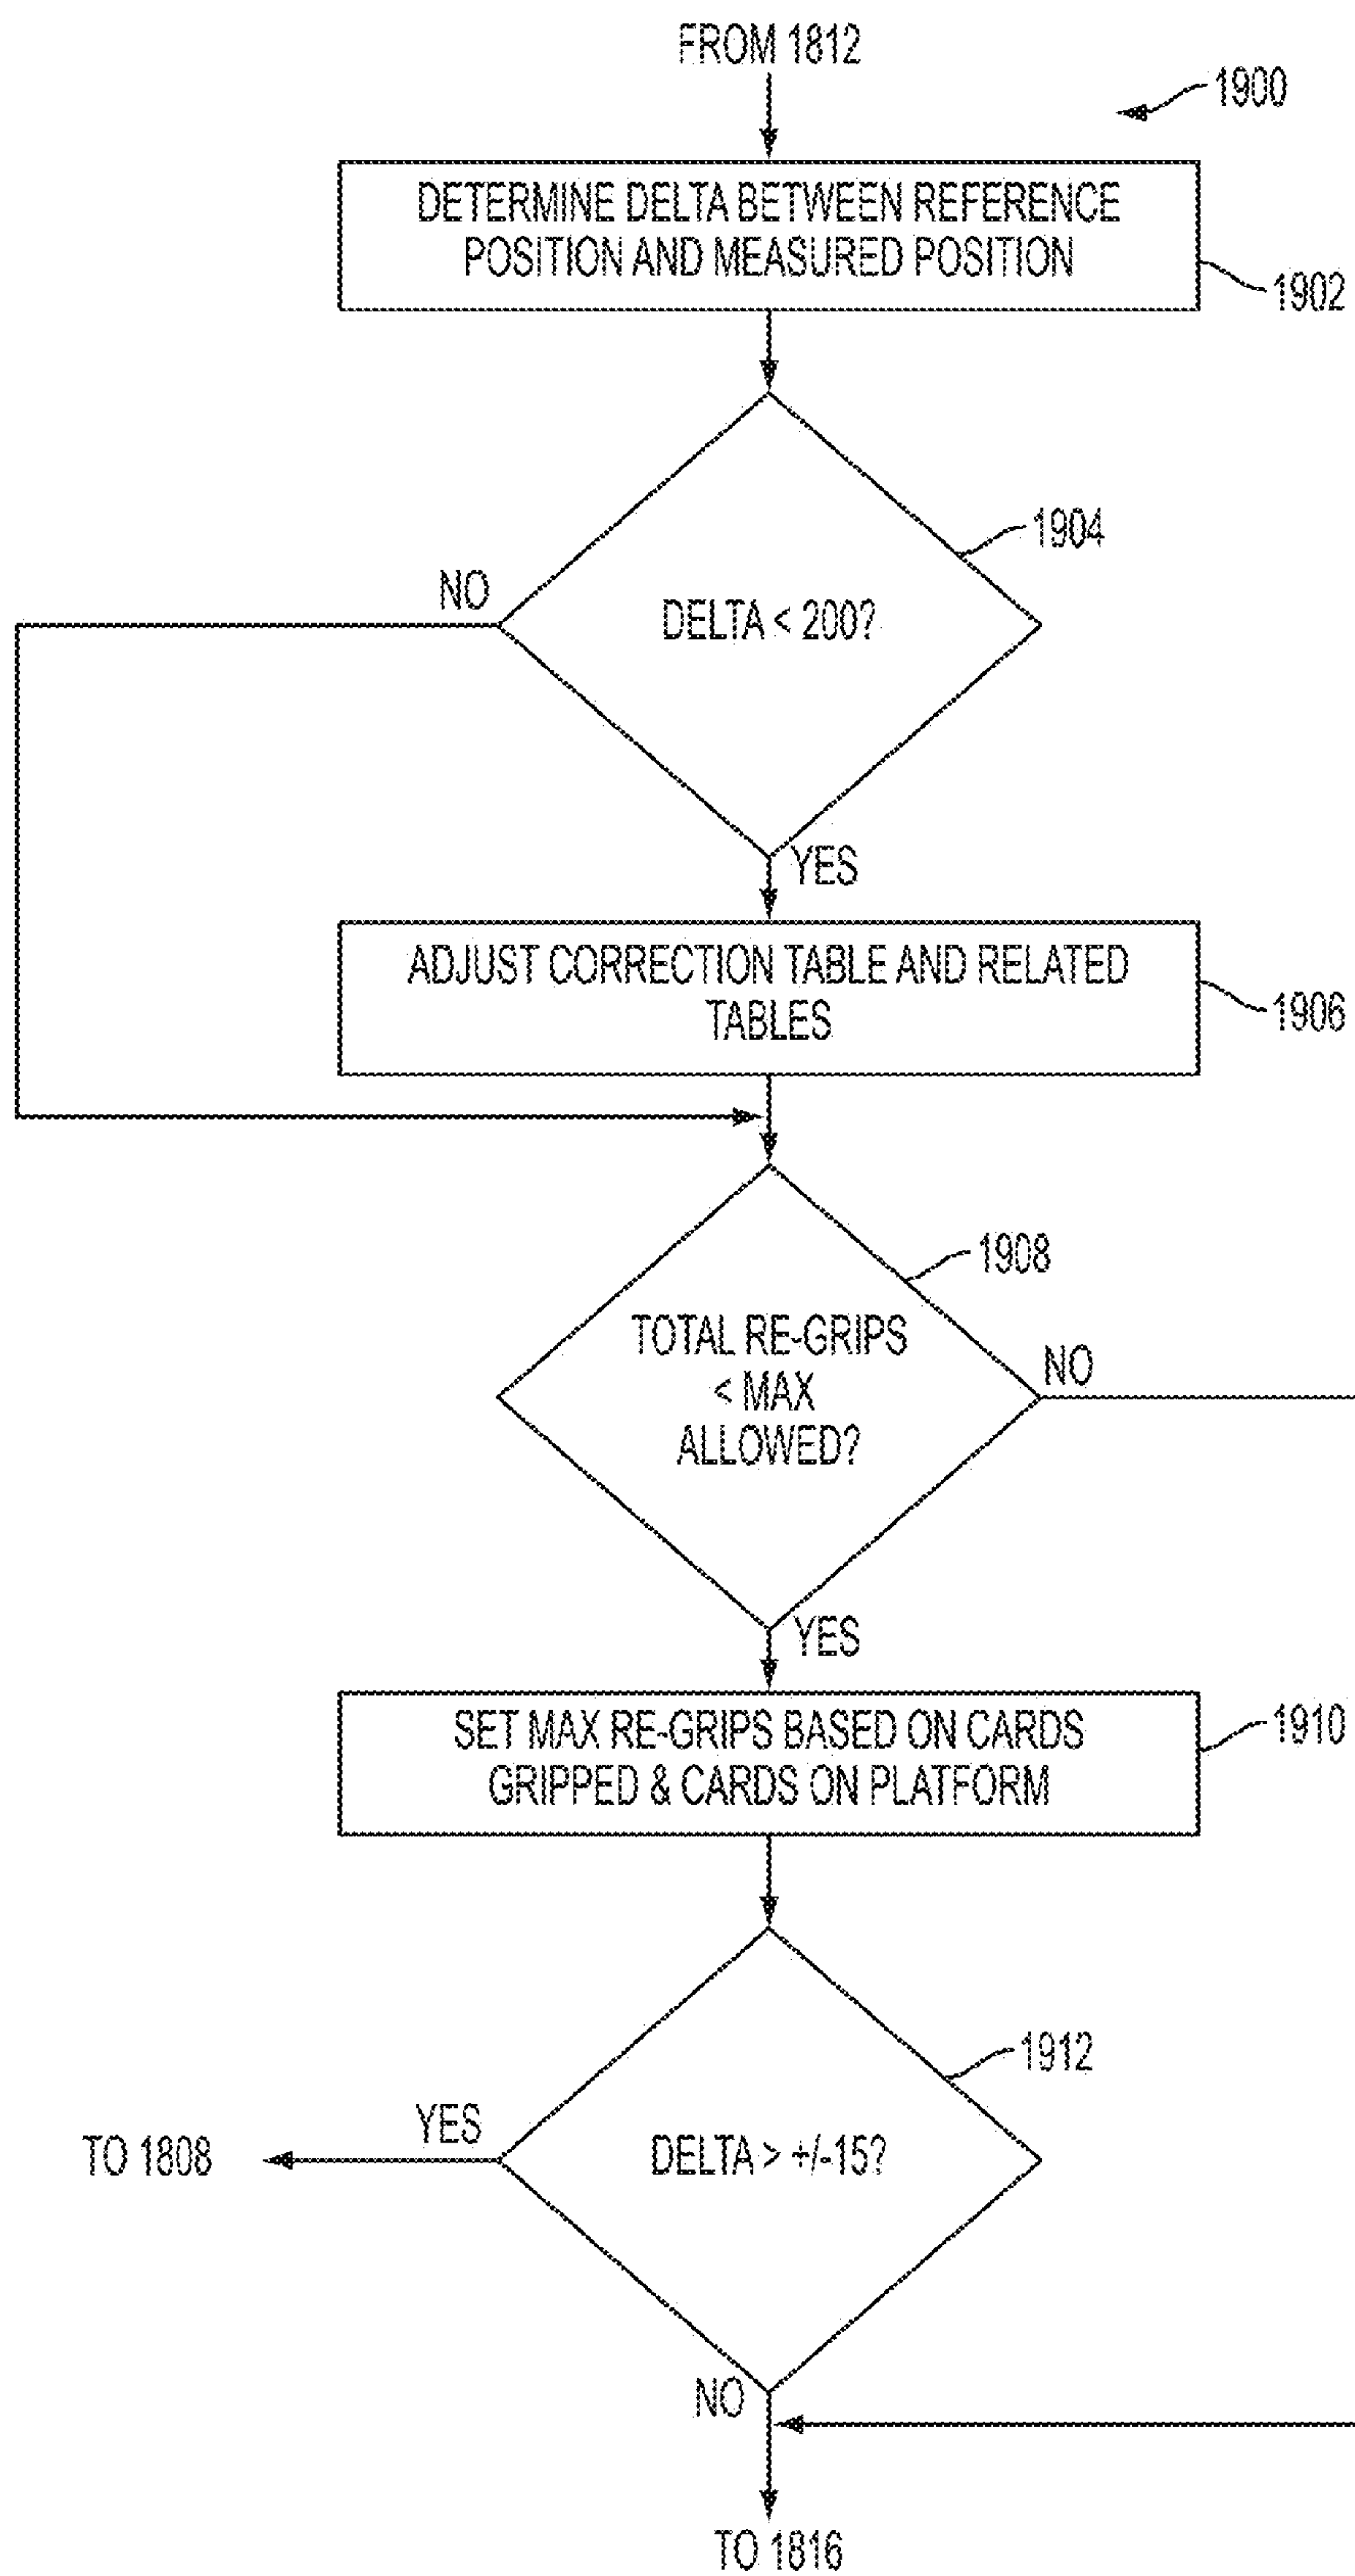 FROM 1812
1900
DETERMINE DELTA BETWEEN REFERENCE
POSITION AND MEASURED POSITION
1902
1904
NO
DELTA < 200?
YES
ADJUST CORRECTION TABLE AND RELATED
TABLES
1906
1908
TOTAL RE-GRIPS
< MAX
ALLOWED?
NO
YES
SET MAX RE-GRIPS BASED ON CARDS
GRIPPED & CARDS ON PLATFORM
1910
1912
YES
TO 1808
DELTA > +/-15?
NO
TO 1816